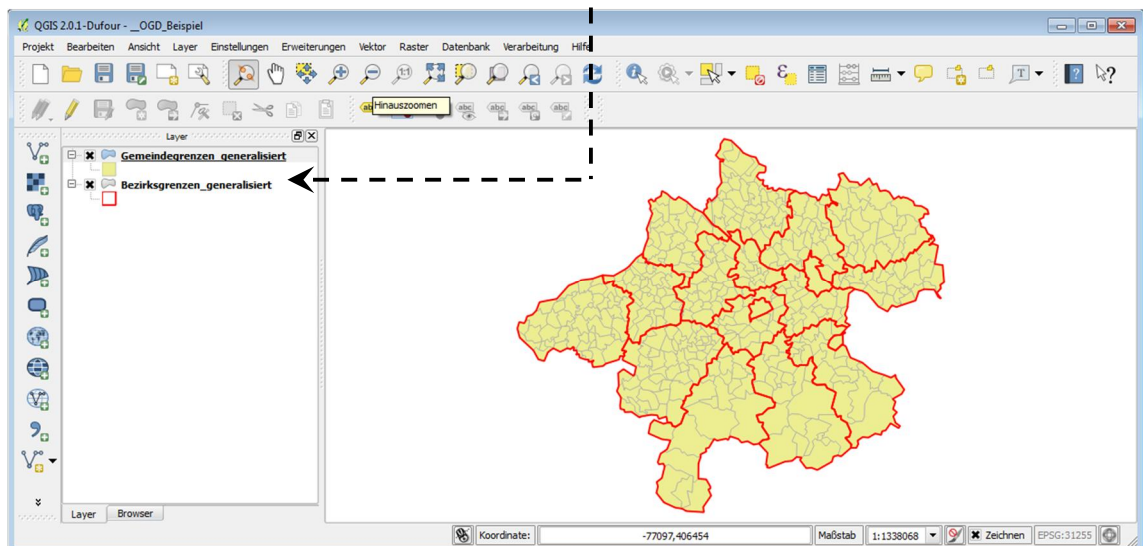 QGIS 2.0.1-Dufour - __OGD_Beispiel
Projekt Bearbeiten Ansicht Layer Einstellungen Erweiterungen Vektor Raster Datenbank Verarbeitung Hilfe
Hinauszoomen
Layer
Gemeindegrenzen_generalisiert
Bezirksgrenzen_generalisiert
Layer Browser
Koordinate: -77097,406454 Maßstab 1:1338068 Zeichnen EPSG:31255